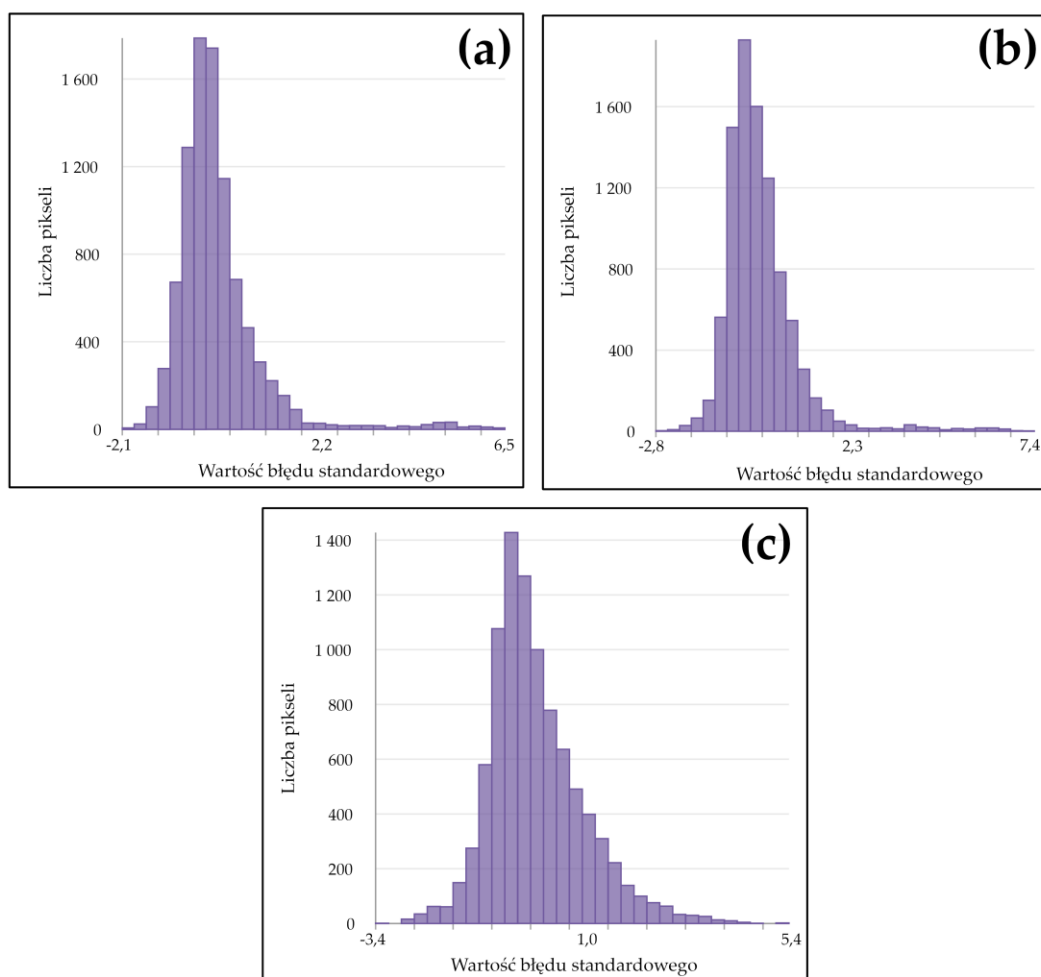 (a)
1 600
1 200
800
400
0
Liczba pikseli
-2,1 2,2 6,5
Wartość błędu standardowego
(b)
1 600
1 200
800
400
0
Liczba pikseli
-2,8 2,3 7,4
Wartość błędu standardowego
(c)
1 400
1 200
1 000
800
600
400
200
0
Liczba pikseli
-3,4 1,0 5,4
Wartość błędu standardowego